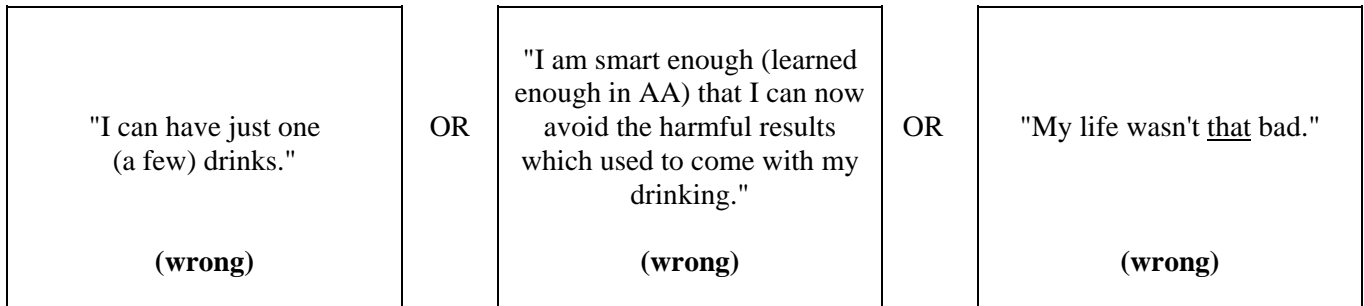 "I can have just one
(a few) drinks."
(wrong)
OR
"I am smart enough (learned
enough in AA) that I can now
avoid the harmful results
which used to come with my
drinking."
(wrong)
OR
"My life wasn't that bad."
(wrong)